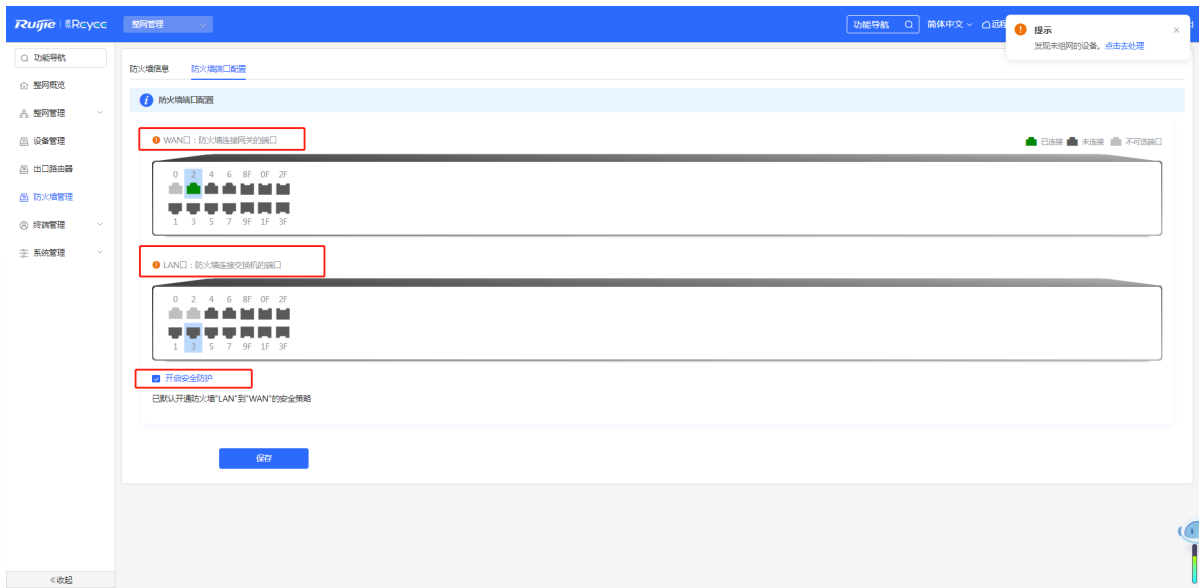 Ruijie Rcycc 整网管理 功能导航 简体中文
提示
发现未组网的设备。点击去处理
功能导航
整网概览
整网管理
设备管理
出口路由器
防火墙管理
终端管理
系统管理
防火墙信息 防火墙端口配置
防火墙端口配置
WAN口：防火墙连接网关的端口
已连接 未连接 不可选端口
0 2 4 6 8F 0F 2F
1 3 5 7 9F 1F 3F
LAN口：防火墙连接交换机的端口
0 2 4 6 8F 0F 2F
1 3 5 7 9F 1F 3F
开启安全防护
已默认开通防火墙"LAN"到"WAN"的安全策略
保存
«收起